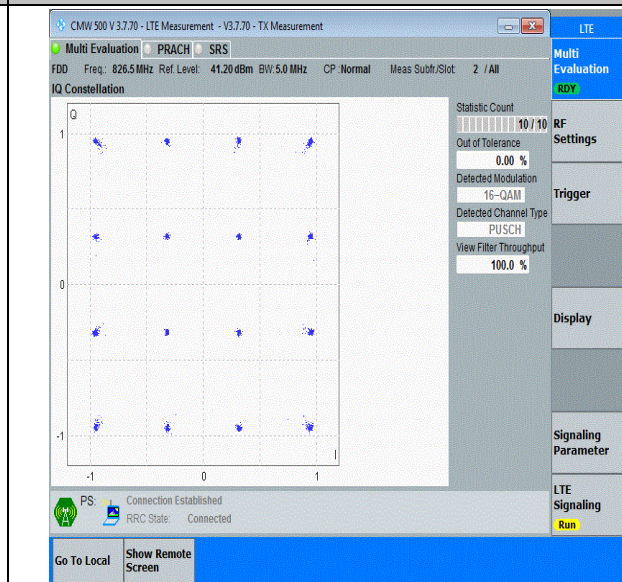 CMW 500 V 3.7.70 - LTE Measurement - V3.7.70 - TX Measurement
LTE
Multi Evaluation PRACH SRS
Multi
Evaluation
RDY
FDD Freq.: 826.5 MHz Ref. Level: 41.20 dBm BW: 5.0 MHz CP :Normal Meas Subfr./Slot: 2 / All
IQ Constellation
Q
1
0
-1
-1 0 1
I
Statistic Count
10 / 10
Out of Tolerance
0.00 %
Detected Modulation
16-QAM
Detected Channel Type
PUSCH
View Filter Throughput
100.0 %
RF
Settings
Trigger
Display
Signaling
Parameter
LTE
Signaling
Run
PS: Connection Established
RRC State: Connected
Go To Local
Show Remote
Screen